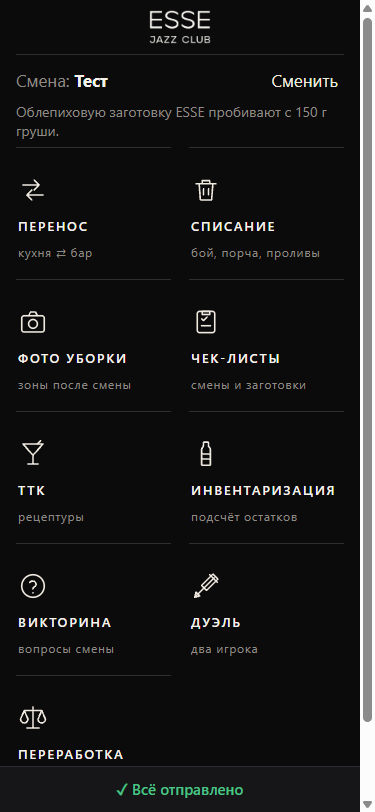 ESSE
JAZZ CLUB
Смена: Тест
Сменить
Облепиховую заготовку ESSE пробивают с 150 г
груши.
ПЕРЕНОС
кухня ⇄ бар
СПИСАНИЕ
бой, порча, проливы
ФОТО УБОРКИ
зоны после смены
ЧЕК-ЛИСТЫ
смены и заготовки
ТТК
рецептуры
ИНВЕНТАРИЗАЦИЯ
подсчёт остатков
ВИКТОРИНА
вопросы смены
ДУЭЛЬ
два игрока
ПЕРЕРАБОТКА
✓ Всё отправлено